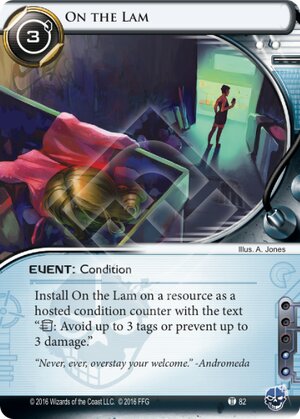 On the Lam
3
Illus. A. Jones
EVENT: Condition
Install On the Lam on a resource as a
hosted condition counter with the text
": Avoid up to 3 tags or prevent up to
3 damage."
"Never, ever, overstay your welcome." -Andromeda
© 2016 Wizards of the Coast LLC. © 2016 FFG
82